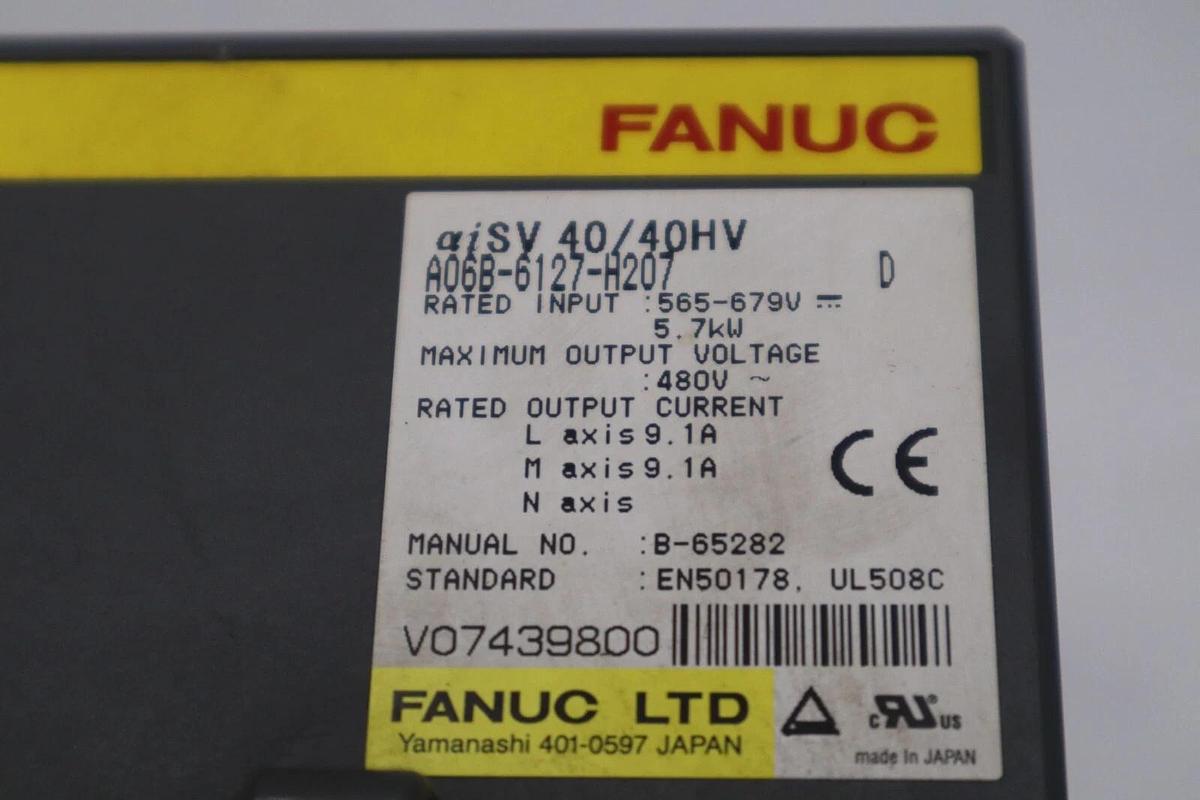 FANUC
αiSV 40/40HV
A06B-6127-H207 D
RATED INPUT :565-679V ⎓
5.7kW
MAXIMUM OUTPUT VOLTAGE
:480V ~
RATED OUTPUT CURRENT
L axis 9.1A
M axis 9.1A
N axis
CE
MANUAL NO. :B-65282
STANDARD :EN50178, UL508C
V07439800
FANUC LTD
Yamanashi 401-0597 JAPAN
c RU® US
made In JAPAN